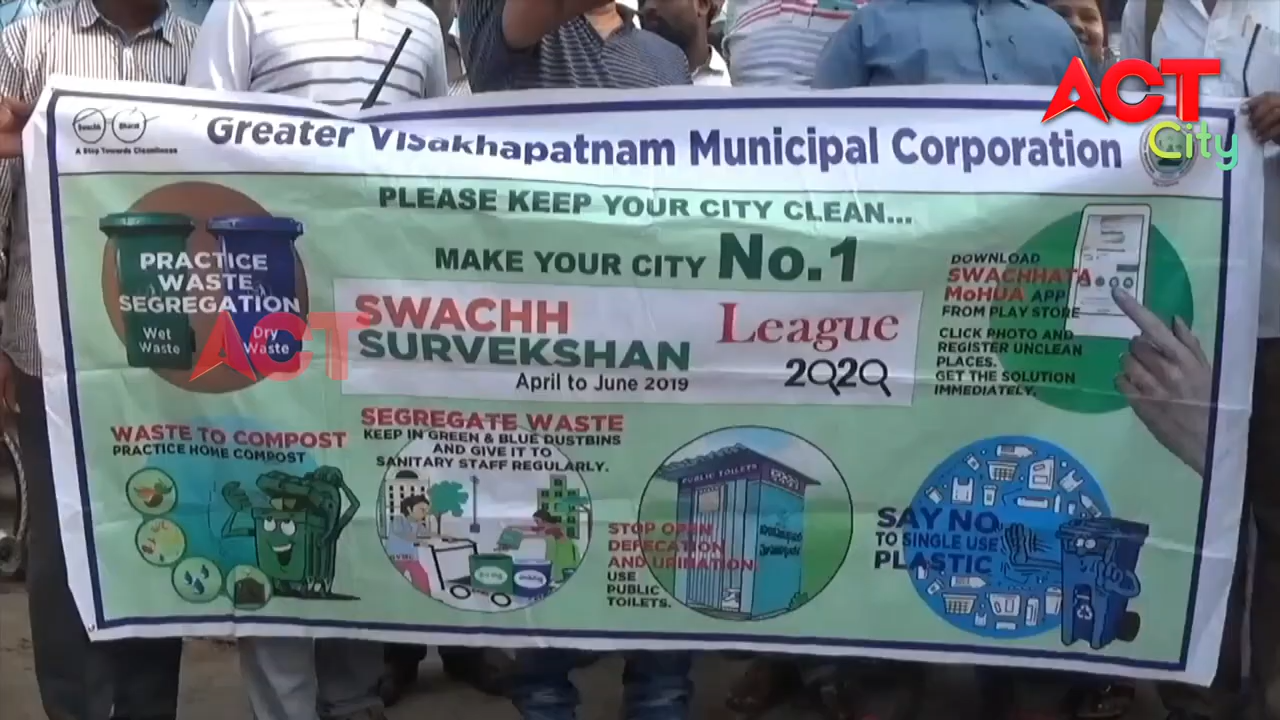 ACT
City
Swachh Bharat
A Step Towards Cleanliness
Greater Visakhapatnam Municipal Corporation
PLEASE KEEP YOUR CITY CLEAN...
MAKE YOUR CITY No.1
PRACTICE
WASTE
SEGREGATION
Wet
Waste
Dry
Waste
ACT
SWACHH
SURVEKSHAN
April to June 2019
League
2020
DOWNLOAD
SWACHHATA
MoHUA APP
FROM PLAY STORE
CLICK PHOTO AND
REGISTER UNCLEAN
PLACES.
GET THE SOLUTION
IMMEDIATELY.
WASTE TO COMPOST
PRACTICE HOME COMPOST
SEGREGATE WASTE
KEEP IN GREEN & BLUE DUSTBINS
AND GIVE IT TO
SANITARY STAFF REGULARLY.
PUBLIC TOILETS
STOP OPEN
DEFECATION
AND URINATION.
USE
PUBLIC
TOILETS.
SAY NO
TO SINGLE USE
PLASTIC